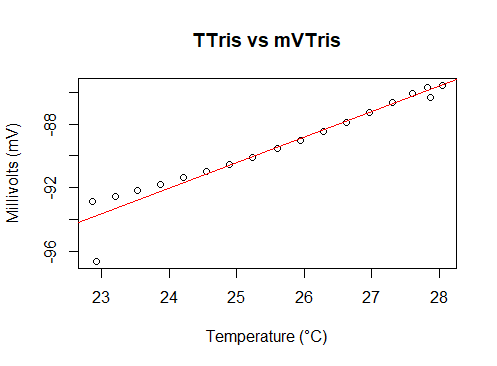 TTris vs mVTris
Millivolts (mV)
-88
-92
-96
23 24 25 26 27 28
Temperature (°C)